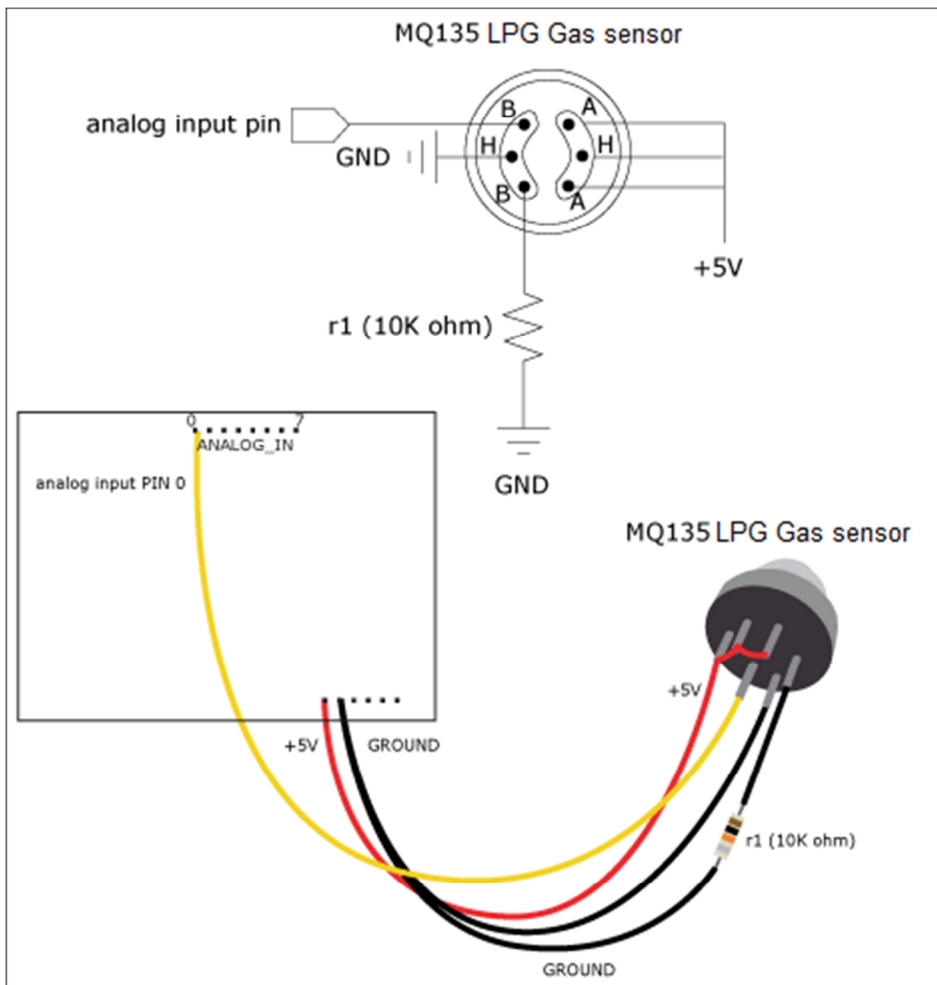 MQ135 LPG Gas sensor
B
A
analog input pin
H
H
GND
B
A
+5V
r1 (10K ohm)
GND
0
7
ANALOG_IN
analog input PIN 0
MQ135 LPG Gas sensor
+5V
+5V
GROUND
r1 (10K ohm)
GROUND